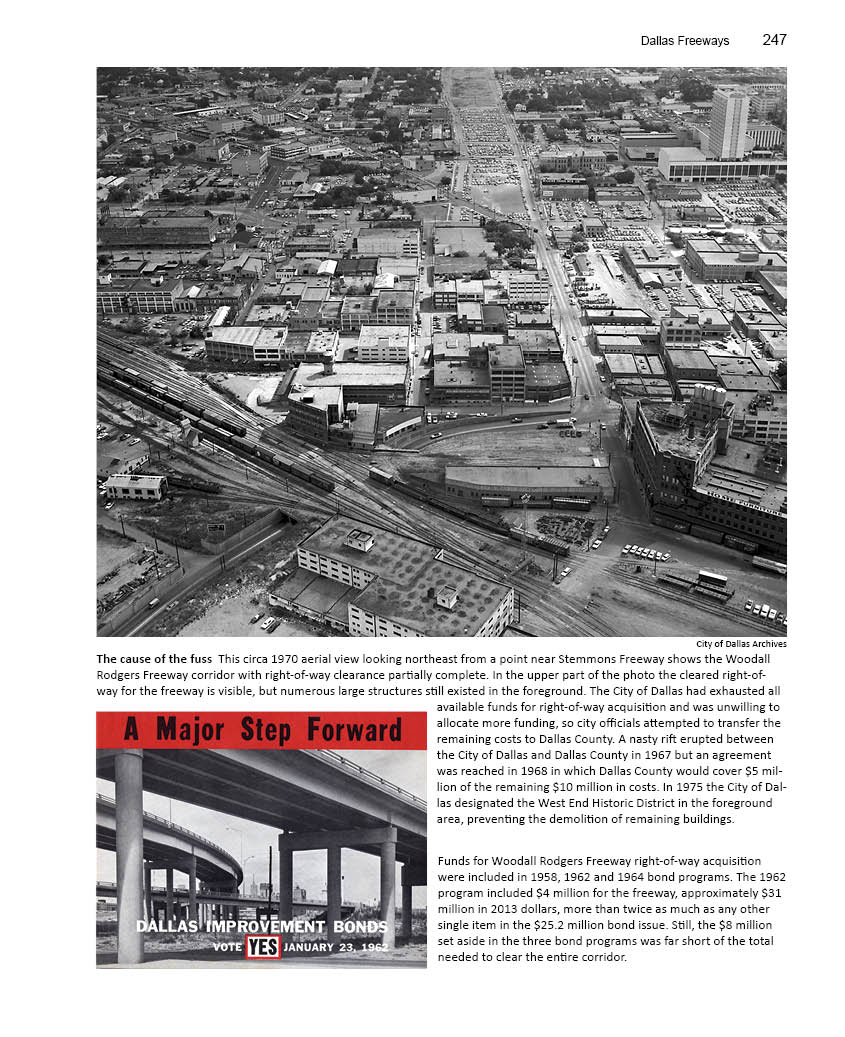 Dallas Freeways 247
HGATE FURNITURE
City of Dallas Archives
The cause of the fuss This circa 1970 aerial view looking northeast from a point near Stemmons Freeway shows the Woodall
Rodgers Freeway corridor with right-of-way clearance partially complete. In the upper part of the photo the cleared right-of-
way for the freeway is visible, but numerous large structures still existed in the foreground. The City of Dallas had exhausted all
available funds for right-of-way acquisition and was unwilling to
allocate more funding, so city officials attempted to transfer the
remaining costs to Dallas County. A nasty rift erupted between
the City of Dallas and Dallas County in 1967 but an agreement
was reached in 1968 in which Dallas County would cover $5 mil-
lion of the remaining $10 million in costs. In 1975 the City of Dal-
las designated the West End Historic District in the foreground
area, preventing the demolition of remaining buildings.
A Major Step Forward
DALLAS IMPROVEMENT BONDS
VOTE YES JANUARY 23, 1962
Funds for Woodall Rodgers Freeway right-of-way acquisition
were included in 1958, 1962 and 1964 bond programs. The 1962
program included $4 million for the freeway, approximately $31
million in 2013 dollars, more than twice as much as any other
single item in the $25.2 million bond issue. Still, the $8 million
set aside in the three bond programs was far short of the total
needed to clear the entire corridor.